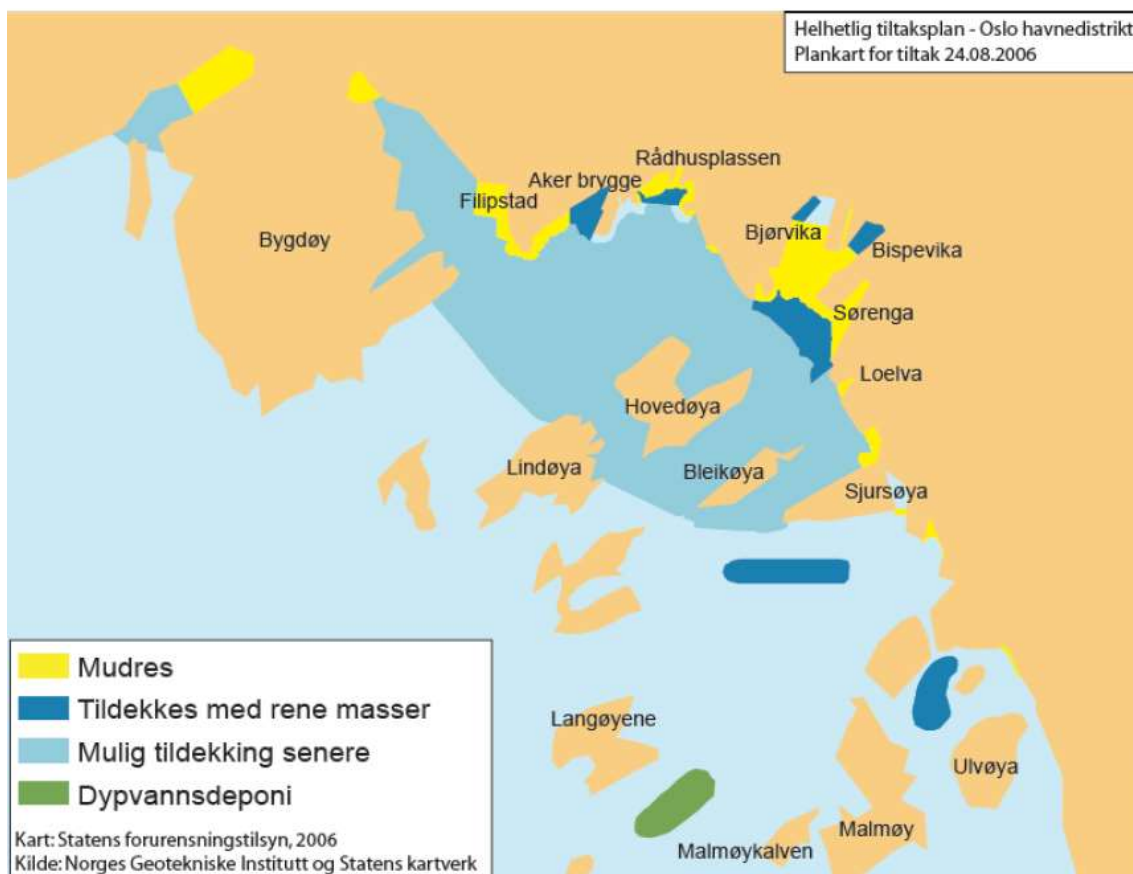 Helhetlig tiltaksplan - Oslo havnedistrikt
Plankart for tiltak 24.08.2006
Rådhusplassen
Aker brygge
Filipstad
Bjørvika
Bygdøy
Bispevika
Sørenga
Loelva
Hovedøya
Lindøya
Bleikøya
Sjursøya
Langøyene
Ulvøya
Malmøy
Malmøykalven
Mudres
Tildekkes med rene masser
Mulig tildekking senere
Dypvannsdeponi
Kart: Statens forurensningstilsyn, 2006
Kilde: Norges Geotekniske Institutt og Statens kartverk